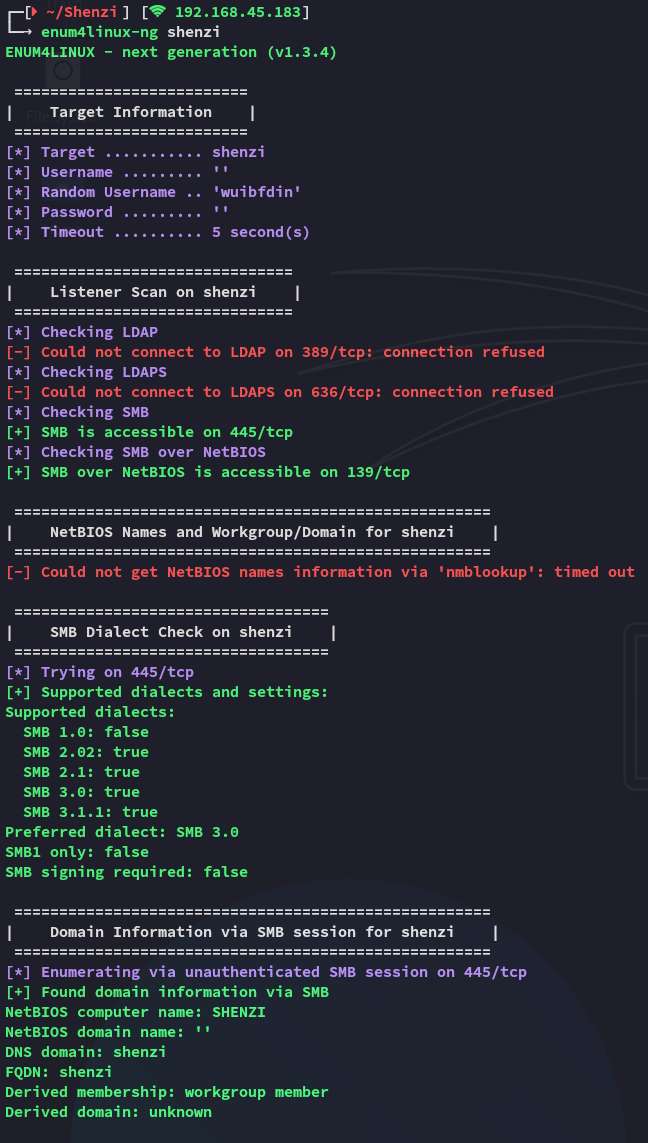 ┌─[ ~/Shenzi ] [ 192.168.45.183]
└─→ enum4linux-ng shenzi
ENUM4LINUX - next generation (v1.3.4)
 ==========================
|    Target Information    |
 ==========================
[*] Target ........... shenzi
[*] Username ......... ''
[*] Random Username .. 'wuibfdin'
[*] Password ......... ''
[*] Timeout .......... 5 second(s)
 ===============================
|    Listener Scan on shenzi    |
 ===============================
[*] Checking LDAP
[-] Could not connect to LDAP on 389/tcp: connection refused
[*] Checking LDAPS
[-] Could not connect to LDAPS on 636/tcp: connection refused
[*] Checking SMB
[+] SMB is accessible on 445/tcp
[*] Checking SMB over NetBIOS
[+] SMB over NetBIOS is accessible on 139/tcp
 =====================================================
|    NetBIOS Names and Workgroup/Domain for shenzi    |
 =====================================================
[-] Could not get NetBIOS names information via 'nmblookup': timed out
 ===================================
|    SMB Dialect Check on shenzi    |
 ===================================
[*] Trying on 445/tcp
[+] Supported dialects and settings:
Supported dialects:
  SMB 1.0: false
  SMB 2.02: true
  SMB 2.1: true
  SMB 3.0: true
  SMB 3.1.1: true
Preferred dialect: SMB 3.0
SMB1 only: false
SMB signing required: false
 =====================================================
|    Domain Information via SMB session for shenzi    |
 =====================================================
[*] Enumerating via unauthenticated SMB session on 445/tcp
[+] Found domain information via SMB
NetBIOS computer name: SHENZI
NetBIOS domain name: ''
DNS domain: shenzi
FQDN: shenzi
Derived membership: workgroup member
Derived domain: unknown